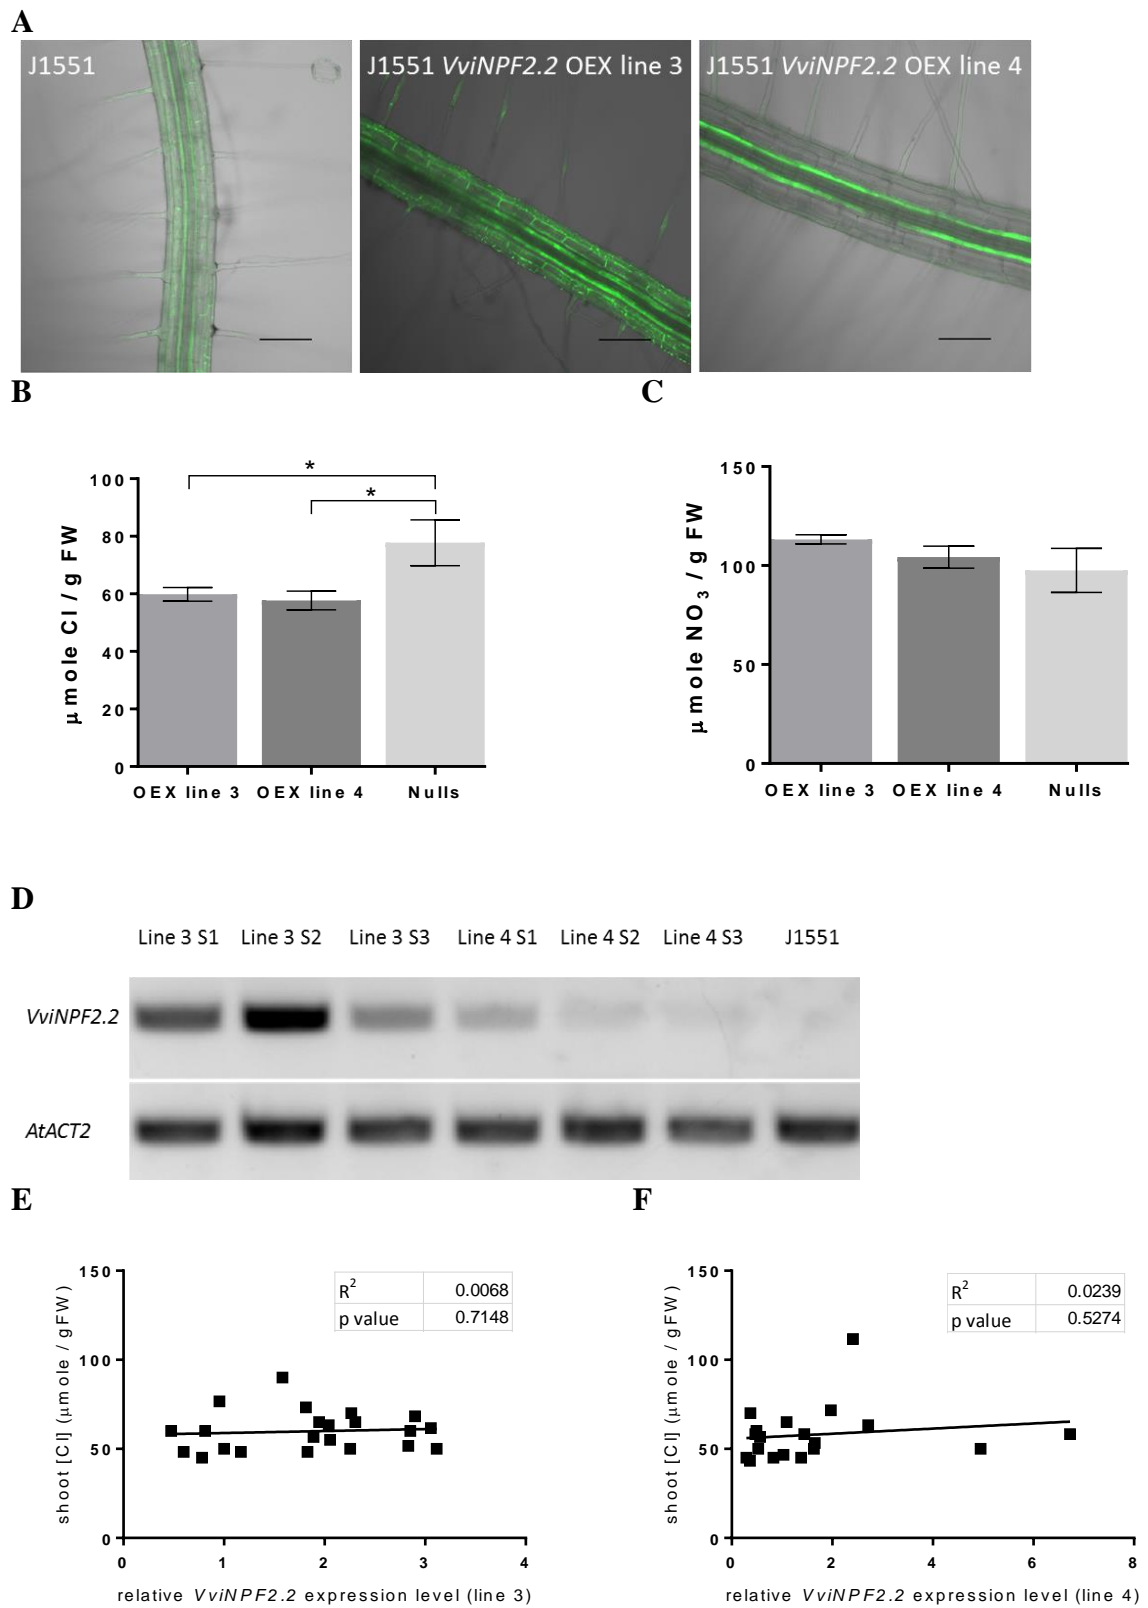 A
J1551
J1551 VviNPF2.2 OEX line 3
J1551 VviNPF2.2 OEX line 4
B
C
100
80
60
40
20
0
µmole Cl / g FW
*
*
OEX line 3 OEX line 4 Nulls
150
100
50
0
µmole NO3 / g FW
OEX line 3 OEX line 4 Nulls
D
Line 3 S1 Line 3 S2 Line 3 S3 Line 4 S1 Line 4 S2 Line 4 S3 J1551
VviNPF2.2
AtACT2
E
F
150
100
50
0
shoot [Cl] (µmole / gFW)
R2 0.0068
p value 0.7148
0 1 2 3 4
relative VviNPF2.2 expression level (line 3)
150
100
50
0
shoot [Cl] (µmole / gFW)
R2 0.0239
p value 0.5274
0 2 4 6 8
relative VviNPF2.2 expression level (line 4)